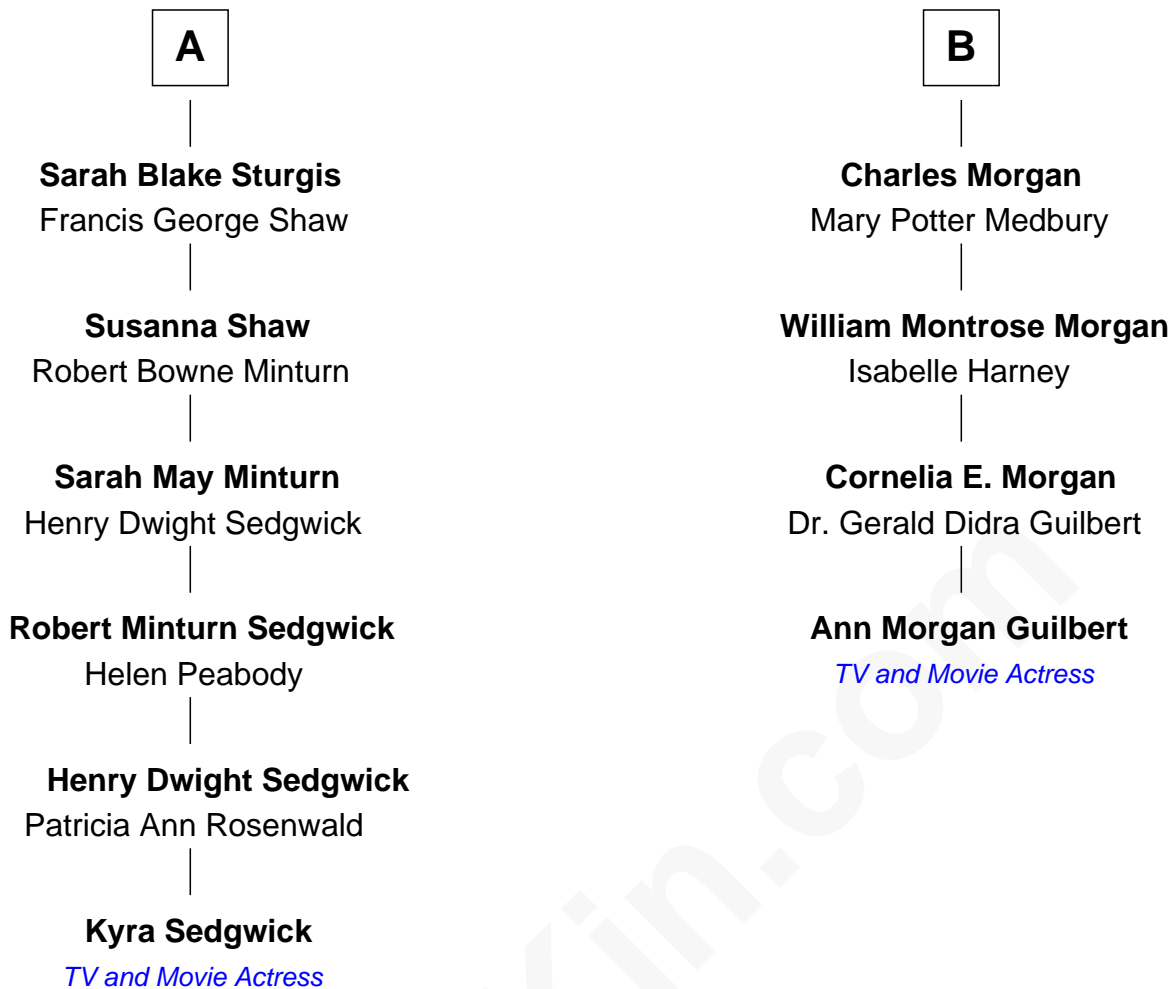 A
Sarah Blake Sturgis
Francis George Shaw
Susanna Shaw
Robert Bowne Minturn
Sarah May Minturn
Henry Dwight Sedgwick
Robert Minturn Sedgwick
Helen Peabody
Henry Dwight Sedgwick
Patricia Ann Rosenwald
Kyra Sedgwick
TV and Movie Actress
B
Charles Morgan
Mary Potter Medbury
William Montrose Morgan
Isabelle Harney
Cornelia E. Morgan
Dr. Gerald Didra Guilbert
Ann Morgan Guilbert
TV and Movie Actress
Kin.com